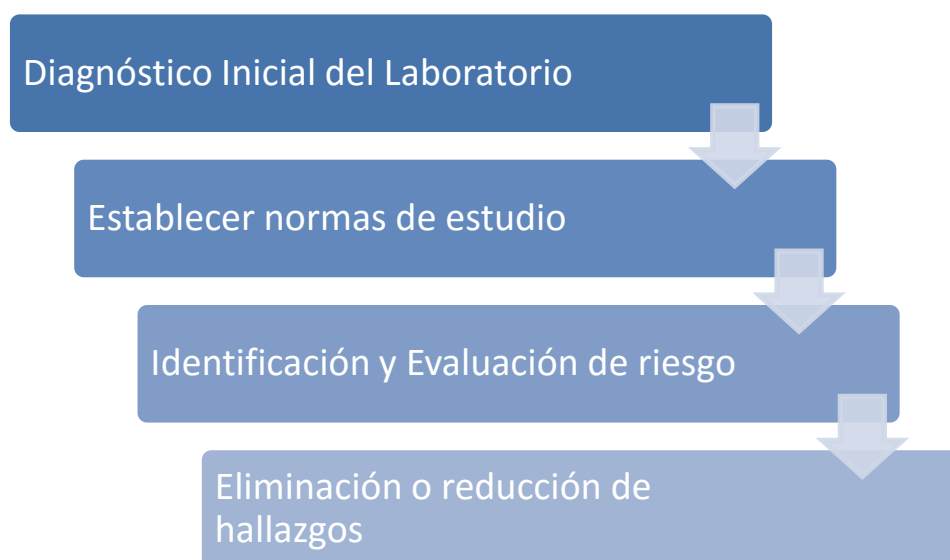 Diagnóstico Inicial del Laboratorio
Establecer normas de estudio
Identificación y Evaluación de riesgo
Eliminación o reducción de
hallazgos